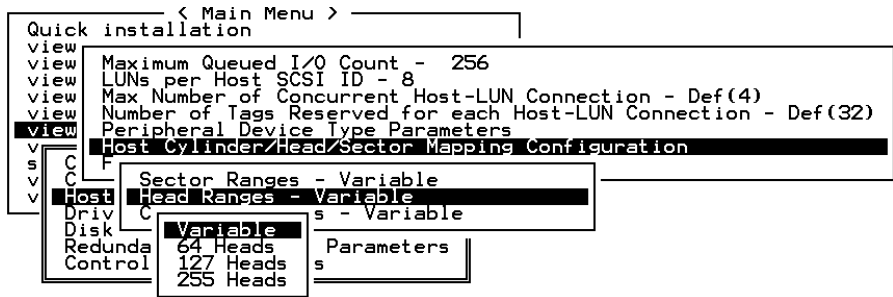 < Main Menu >
Quick installation
view
view Maximum Queued I/O Count - 256
view LUNs per Host SCSI ID - 8
view Max Number of Concurrent Host-LUN Connection - Def(4)
view Number of Tags Reserved for each Host-LUN Connection - Def(32)
view Peripheral Device Type Parameters
v Host Cylinder/Head/Sector Mapping Configuration
s C F
v C Sector Ranges - Variable
v Host Head Ranges - Variable
Driv C s - Variable
Disk Variable
Redunda 64 Heads Parameters
Control 127 Heads s
255 Heads